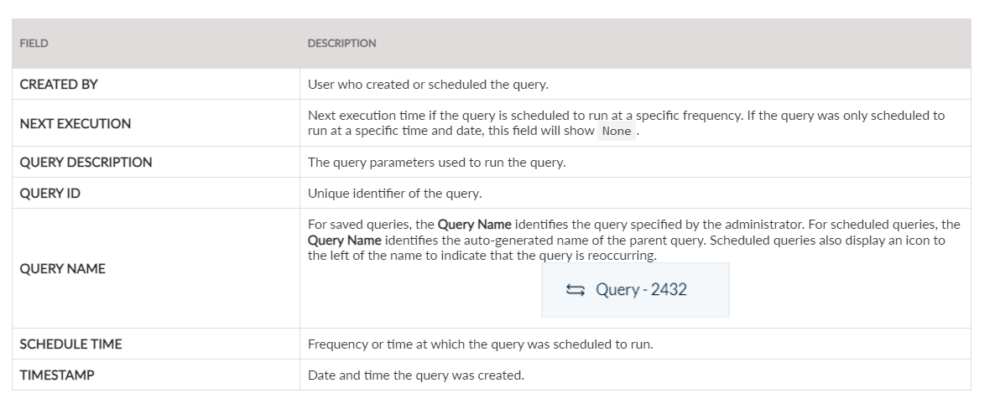 FIELD DESCRIPTION
CREATED BY User who created or scheduled the query.
NEXT EXECUTION Next execution time if the query is scheduled to run at a specific frequency. If the query was only scheduled to
run at a specific time and date, this field will show None .
QUERY DESCRIPTION The query parameters used to run the query.
QUERY ID Unique identifier of the query.
QUERY NAME For saved queries, the Query Name identifies the query specified by the administrator. For scheduled queries, the
Query Name identifies the auto-generated name of the parent query. Scheduled queries also display an icon to
the left of the name to indicate that the query is reoccurring.
Query - 2432
SCHEDULE TIME Frequency or time at which the query was scheduled to run.
TIMESTAMP Date and time the query was created.